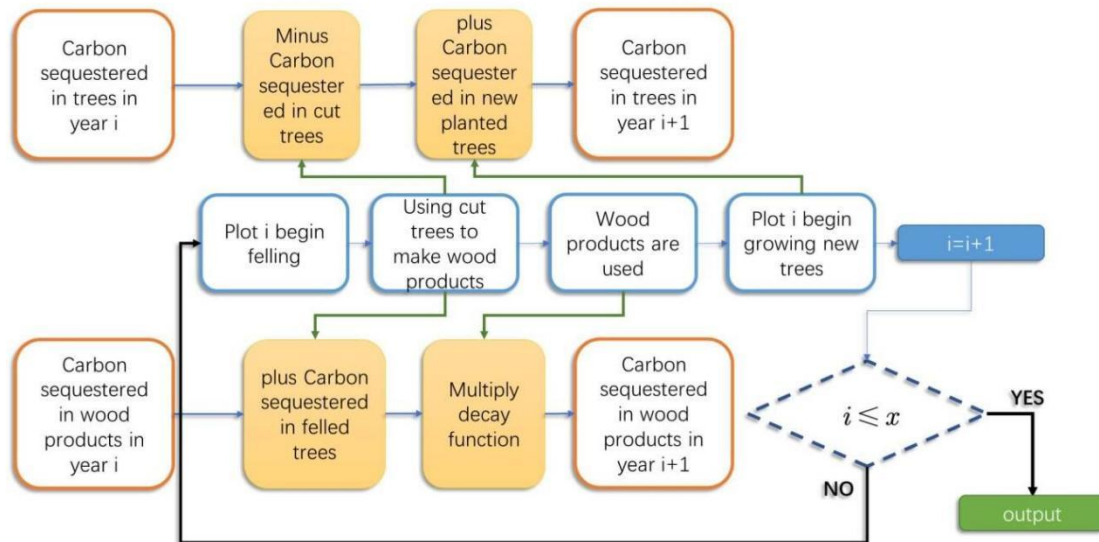 Carbon
sequestered
in trees in
year i
Minus
Carbon
sequester
ed in cut
trees
plus
Carbon
sequester
ed in new
planted
trees
Carbon
sequestered
in trees in
year i+1
Plot i begin
felling
Using cut
trees to
make wood
products
Wood
products are
used
Plot i begin
growing new
trees
i=i+1
Carbon
sequestered
in wood
products in
year i
plus Carbon
sequestered
in felled
trees
Multiply
decay
function
Carbon
sequestered
in wood
products in
year i+1
i ≤ x
YES
NO
output